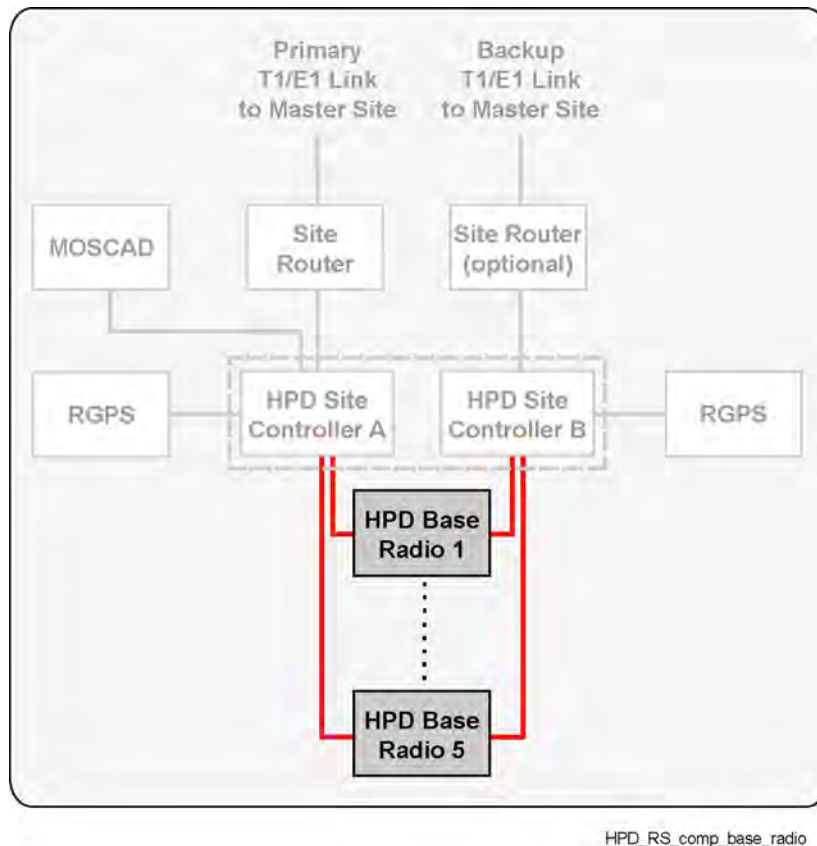 Primary
T1/E1 Link
to Master Site
Backup
T1/E1 Link
to Master Site
MOSCAD
Site
Router
Site Router
(optional)
RGPS
HPD Site
Controller A
HPD Site
Controller B
RGPS
HPD Base
Radio 1
HPD Base
Radio 5
HPD_RS_comp_base_radio